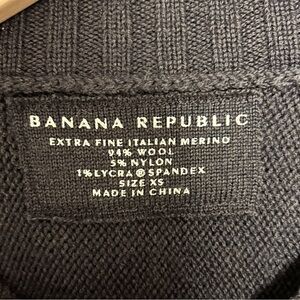 BANANA REPUBLIC
EXTRA FINE ITALIAN MERINO
94% WOOL
5% NYLON
1% LYCRA ® SPANDEX
SIZE XS
MADE IN CHINA